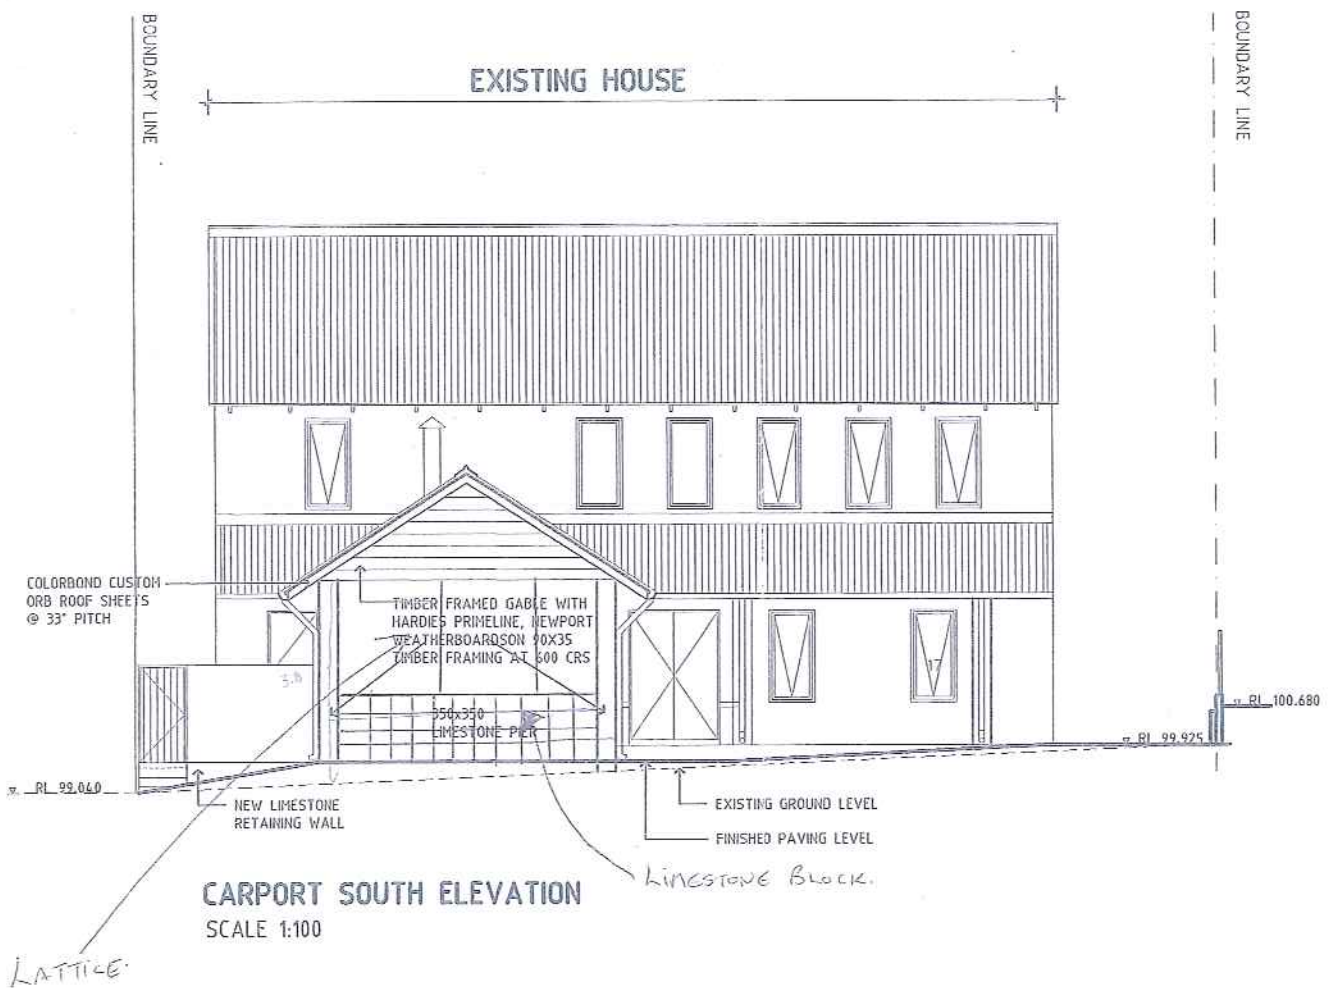 BOUNDARY LINE
BOUNDARY LINE
EXISTING HOUSE
COLORBOND CUSTOM
ORB ROOF SHEETS
@ 33° PITCH
TIMBER FRAMED GABLE WITH
HARDIES PRIMELINE, NEWPORT
WEATHERBOARDSON 90X35
TIMBER FRAMING AT 600 CRS
17
3.8
350x350
LIMESTONE PIER
RL 100.680
RL 99.925
RL 99.040
NEW LIMESTONE
RETAINING WALL
EXISTING GROUND LEVEL
FINISHED PAVING LEVEL
LIMESTONE BLOCK.
CARPORT SOUTH ELEVATION
SCALE 1:100
LATTICE.